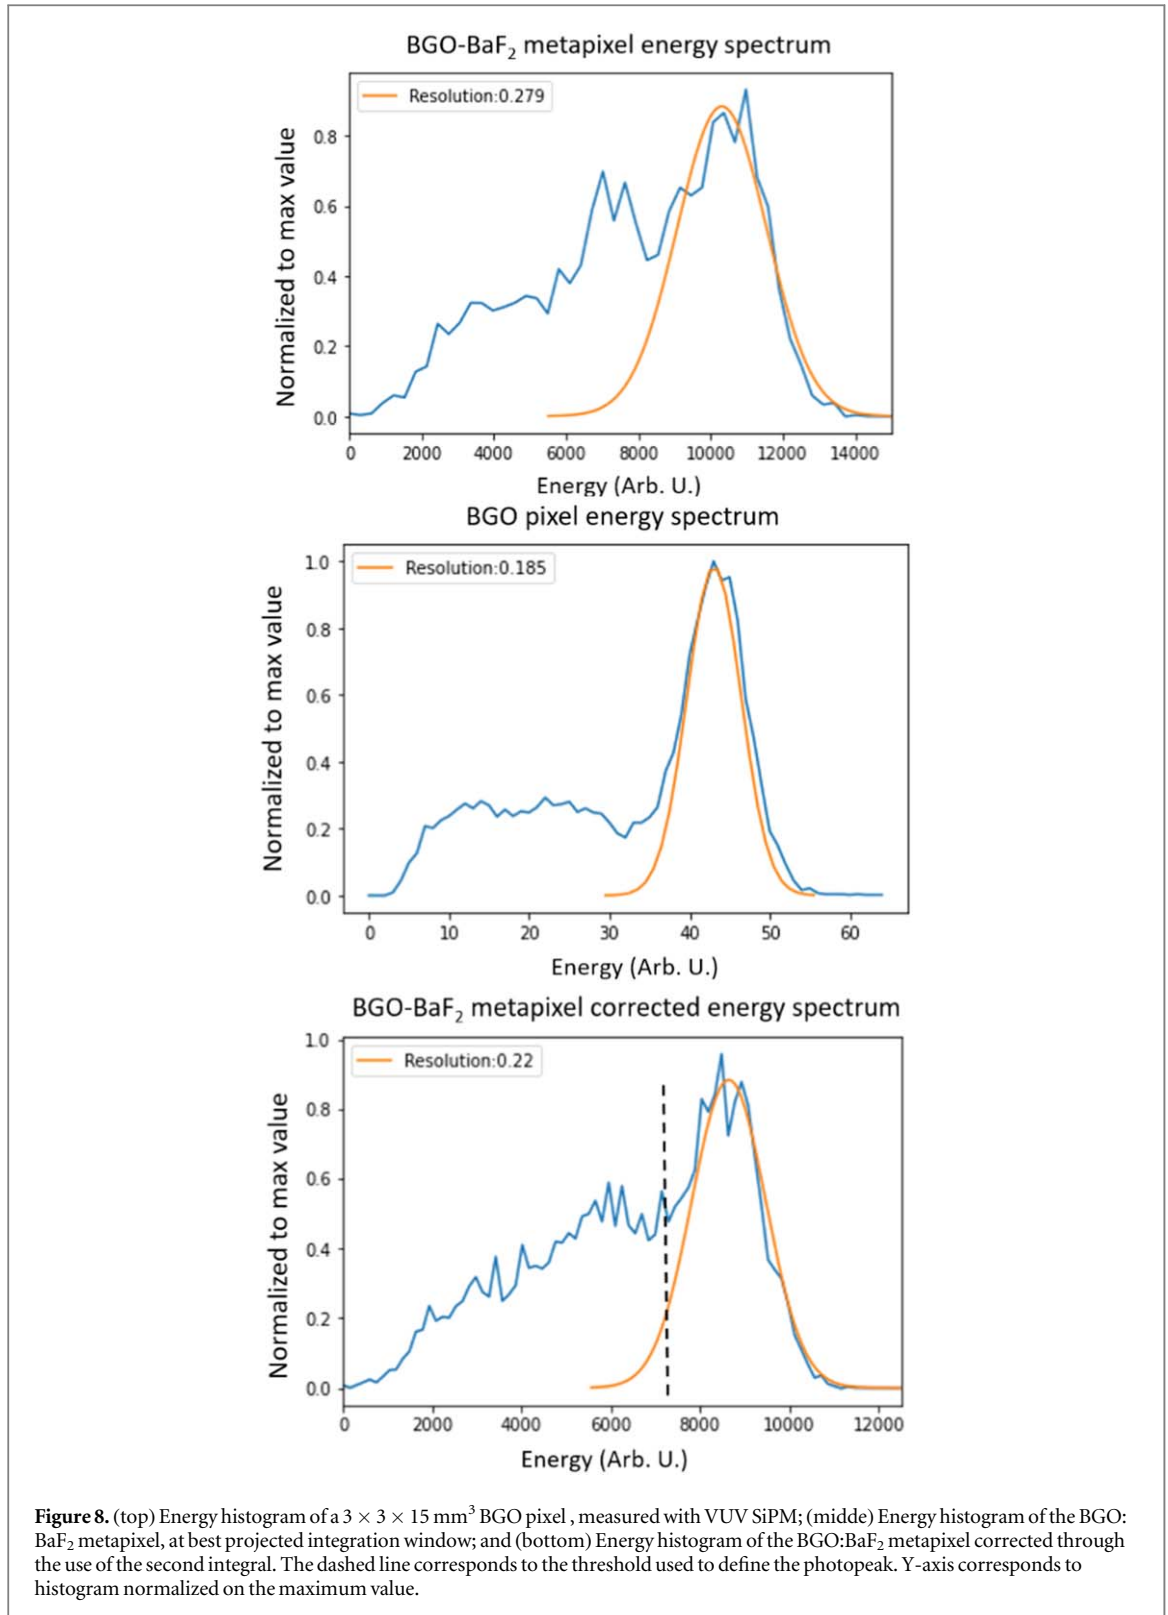 BGO-BaF2 metapixel energy spectrum
Resolution:0.279
Normalized to max value
0.8
0.6
0.4
0.2
0.0
0 2000 4000 6000 8000 10000 12000 14000
Energy (Arb. U.)
BGO pixel energy spectrum
Resolution:0.185
Normalized to max value
1.0
0.8
0.6
0.4
0.2
0.0
0 10 20 30 40 50 60
Energy (Arb. U.)
BGO-BaF2 metapixel corrected energy spectrum
Resolution:0.22
Normalized to max value
1.0
0.8
0.6
0.4
0.2
0.0
0 2000 4000 6000 8000 10000 12000
Energy (Arb. U.)
Figure 8. (top) Energy histogram of a 3 × 3 × 15 mm³ BGO pixel , measured with VUV SiPM; (midde) Energy histogram of the BGO:
BaF2 metapixel, at best projected integration window; and (bottom) Energy histogram of the BGO:BaF2 metapixel corrected through
the use of the second integral. The dashed line corresponds to the threshold used to define the photopeak. Y-axis corresponds to
histogram normalized on the maximum value.